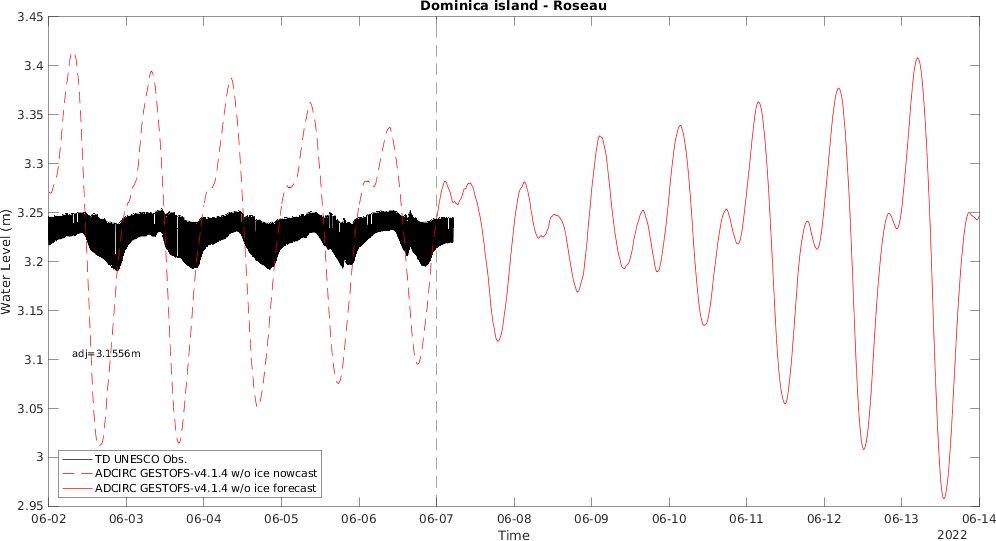 Dominica island - Roseau
3.45
3.4
3.35
3.3
3.25
3.2
3.15
3.1
3.05
3
2.95
Water Level (m)
adj=3.1556m
TD UNESCO Obs.
ADCIRC GESTOFS-v4.1.4 w/o ice nowcast
ADCIRC GESTOFS-v4.1.4 w/o ice forecast
06-02 06-03 06-04 06-05 06-06 06-07 06-08 06-09 06-10 06-11 06-12 06-13 06-14
Time
2022